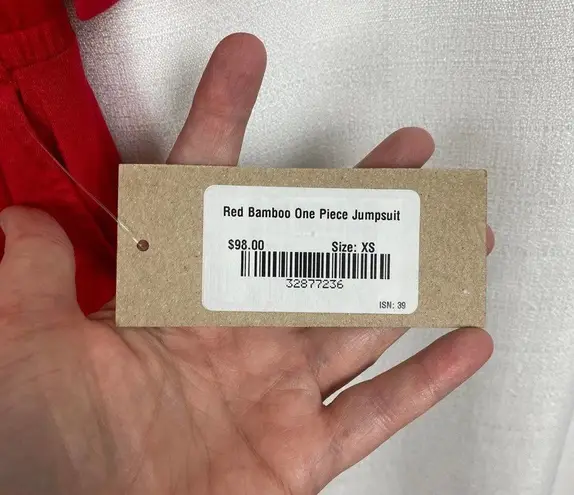 Red Bamboo One Piece Jumpsuit
$98.00 Size: XS
32877236
ISN: 39